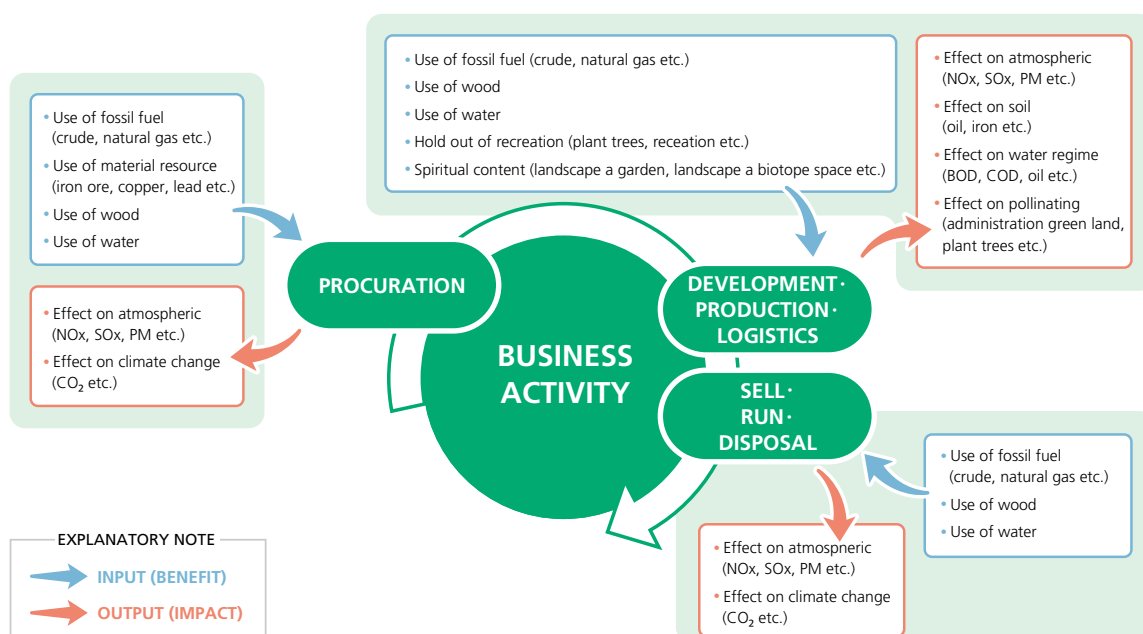 • Use of fossil fuel
(crude, natural gas etc.)
• Use of material resource
(iron ore, copper, lead etc.)
• Use of wood
• Use of water
• Effect on atmospheric
(NOx, SOx, PM etc.)
• Effect on climate change
(CO₂ etc.)
PROCURATION
• Use of fossil fuel (crude, natural gas etc.)
• Use of wood
• Use of water
• Hold out of recreation (plant trees, receation etc.)
• Spiritual content (landscape a garden, landscape a biotope space etc.)
• Effect on atmospheric
(NOx, SOx, PM etc.)
• Effect on soil
(oil, iron etc.)
• Effect on water regime
(BOD, COD, oil etc.)
• Effect on pollinating
(administration green land,
plant trees etc.)
DEVELOPMENT·
PRODUCTION·
LOGISTICS
BUSINESS
ACTIVITY
SELL·
RUN·
DISPOSAL
• Use of fossil fuel
(crude, natural gas etc.)
• Use of wood
• Use of water
• Effect on atmospneric
(NOx, SOx, PM etc.)
• Effect on climate change
(CO₂ etc.)
EXPLANATORY NOTE
INPUT (BENEFIT)
OUTPUT (IMPACT)